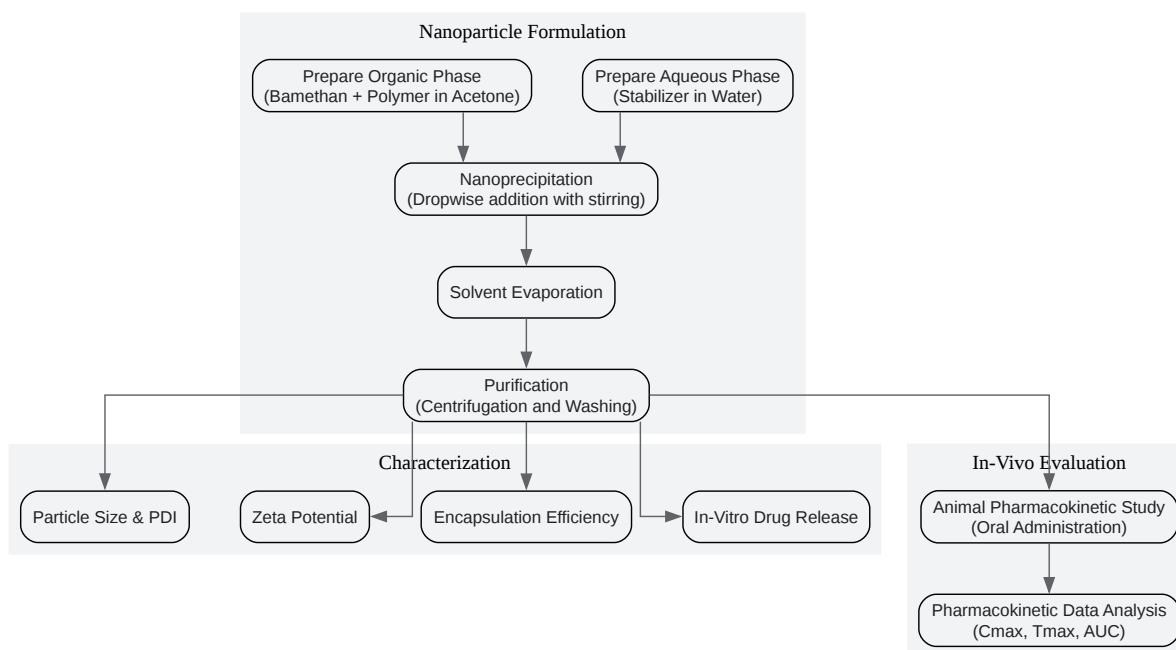 Nanoparticle Formulation
Prepare Organic Phase
(Bamethan + Polymer in Acetone)
Prepare Aqueous Phase
(Stabilizer in Water)
Nanoprecipitation
(Dropwise addition with stirring)
Solvent Evaporation
Purification
(Centrifugation and Washing)
Characterization
Particle Size & PDI
Zeta Potential
Encapsulation Efficiency
In-Vitro Drug Release
In-Vivo Evaluation
Animal Pharmacokinetic Study
(Oral Administration)
Pharmacokinetic Data Analysis
(Cmax, Tmax, AUC)